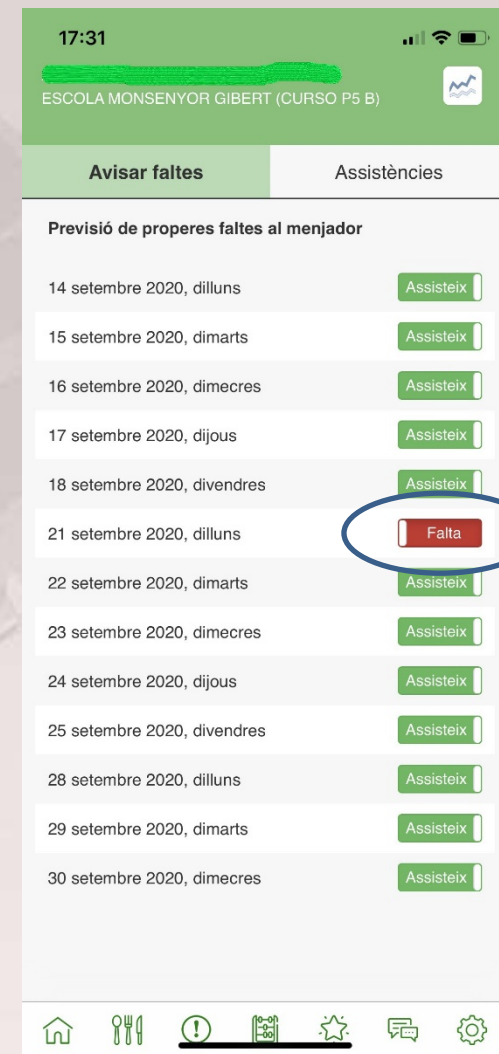 17:31
ESCOLA MONSENYOR GIBERT (CURSO P5 B)
Avisar faltes Assistències
Previsió de properes faltes al menjador
14 setembre 2020, dilluns Assisteix
15 setembre 2020, dimarts Assisteix
16 setembre 2020, dimecres Assisteix
17 setembre 2020, dijous Assisteix
18 setembre 2020, divendres Assisteix
21 setembre 2020, dilluns Falta
22 setembre 2020, dimarts Assisteix
23 setembre 2020, dimecres Assisteix
24 setembre 2020, dijous Assisteix
25 setembre 2020, divendres Assisteix
28 setembre 2020, dilluns Assisteix
29 setembre 2020, dimarts Assisteix
30 setembre 2020, dimecres Assisteix